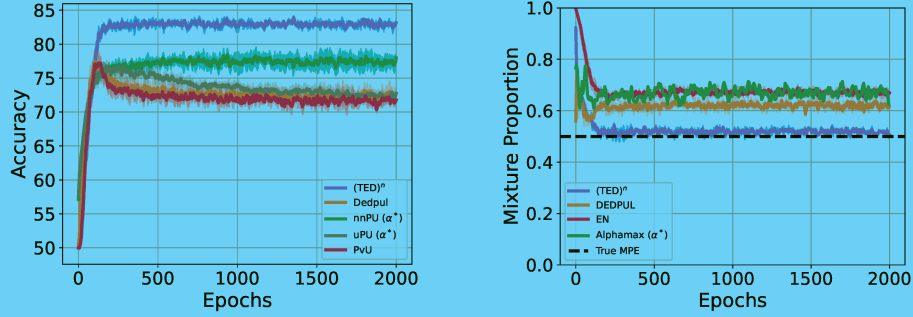 85
80
75
70
65
60
55
50
Accuracy
0
500
1000
1500
2000
Epochs
(TED)ⁿ
Dedpul
nnPU (α*)
uPU (α*)
PvU
1.0
0.8
0.6
0.4
0.2
0.0
Mixture Proportion
0
500
1000
1500
2000
Epochs
(TED)ⁿ
DEDPUL
EN
Alphamax (α*)
True MPE